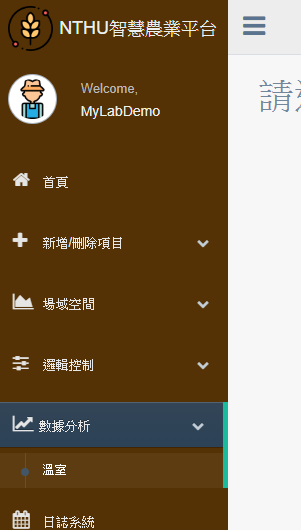 NTHU智慧農業平台
Welcome,
MyLabDemo
請
首頁
新增/刪除項目
場域空間
邏輯控制
數據分析
溫室
日誌系統